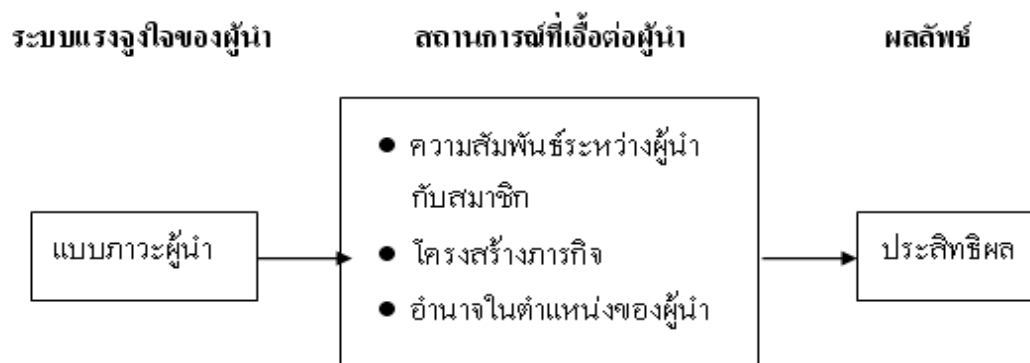 ระบบแรงจูงใจของผู้นำ
สถานการณ์ที่เอื้อต่อผู้นำ
ผลลัพธ์
แบบภาวะผู้นำ
● ความสัมพันธ์ระหว่างผู้นำ
กับสมาชิก
● โครงสร้างภารกิจ
● อำนาจในตำแหน่งของผู้นำ
ประสิทธิผล